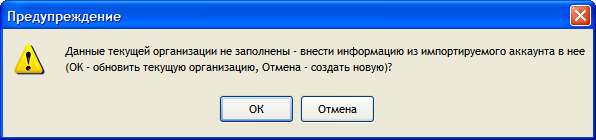 Предупреждение
Данные текущей организации не заполнены - внести информацию из импортируемого аккаунта в нее
(ОК - обновить текущую организацию, Отмена - создать новую)?
ОК
Отмена